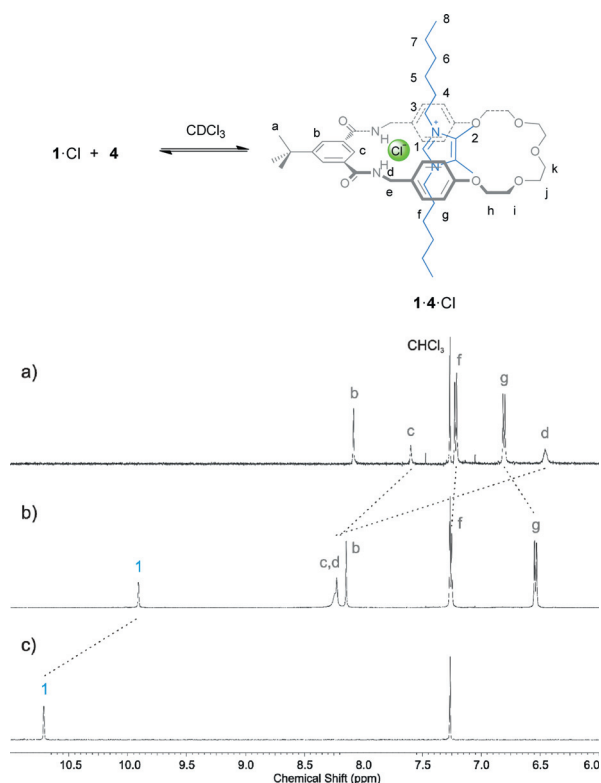 8
7
6
5
4
3
a
b
c
O
N
H
Cl-
N+
1
2
O
O
O
CDCl3
1·Cl + 4
d
O
N
H
e
N
O
O
O
k
j
f
g
h
i
1·4·Cl
CHCl3
a)
b
c
f
g
d
b)
1
c,d
b
f
g
c)
1
10.5 10.0 9.5 9.0 8.5 8.0 7.5 7.0 6.5 6.0
Chemical Shift (ppm)